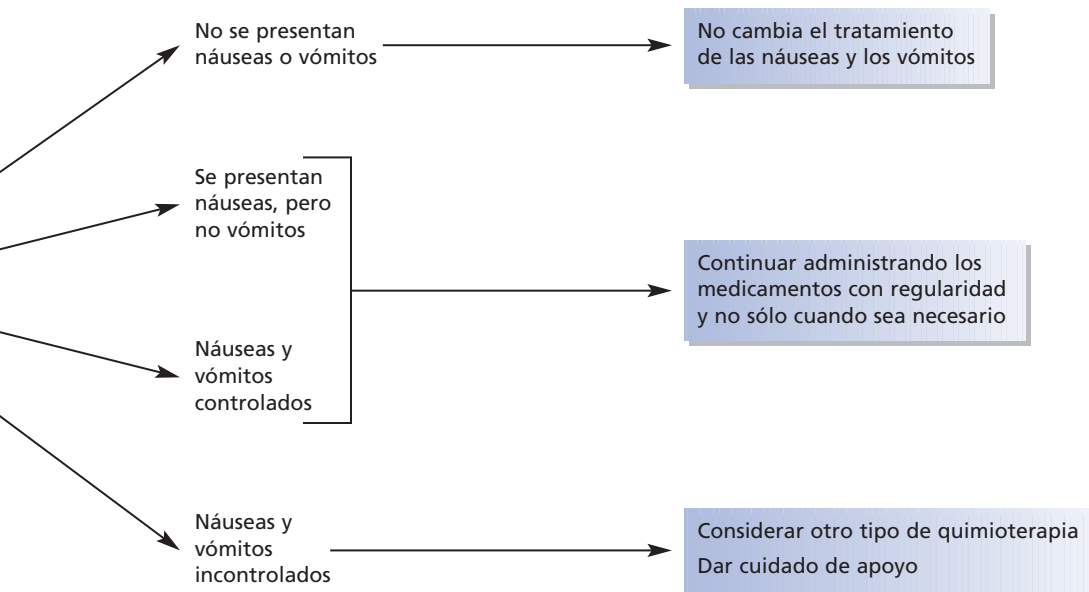 No se presentan
náuseas o vómitos
No cambia el tratamiento
de las náuseas y los vómitos
Se presentan
náuseas, pero
no vómitos
Continuar administrando los
medicamentos con regularidad
y no sólo cuando sea necesario
Náuseas y
vómitos
controlados
Náuseas y
vómitos
incontrolados
Considerar otro tipo de quimioterapia
Dar cuidado de apoyo